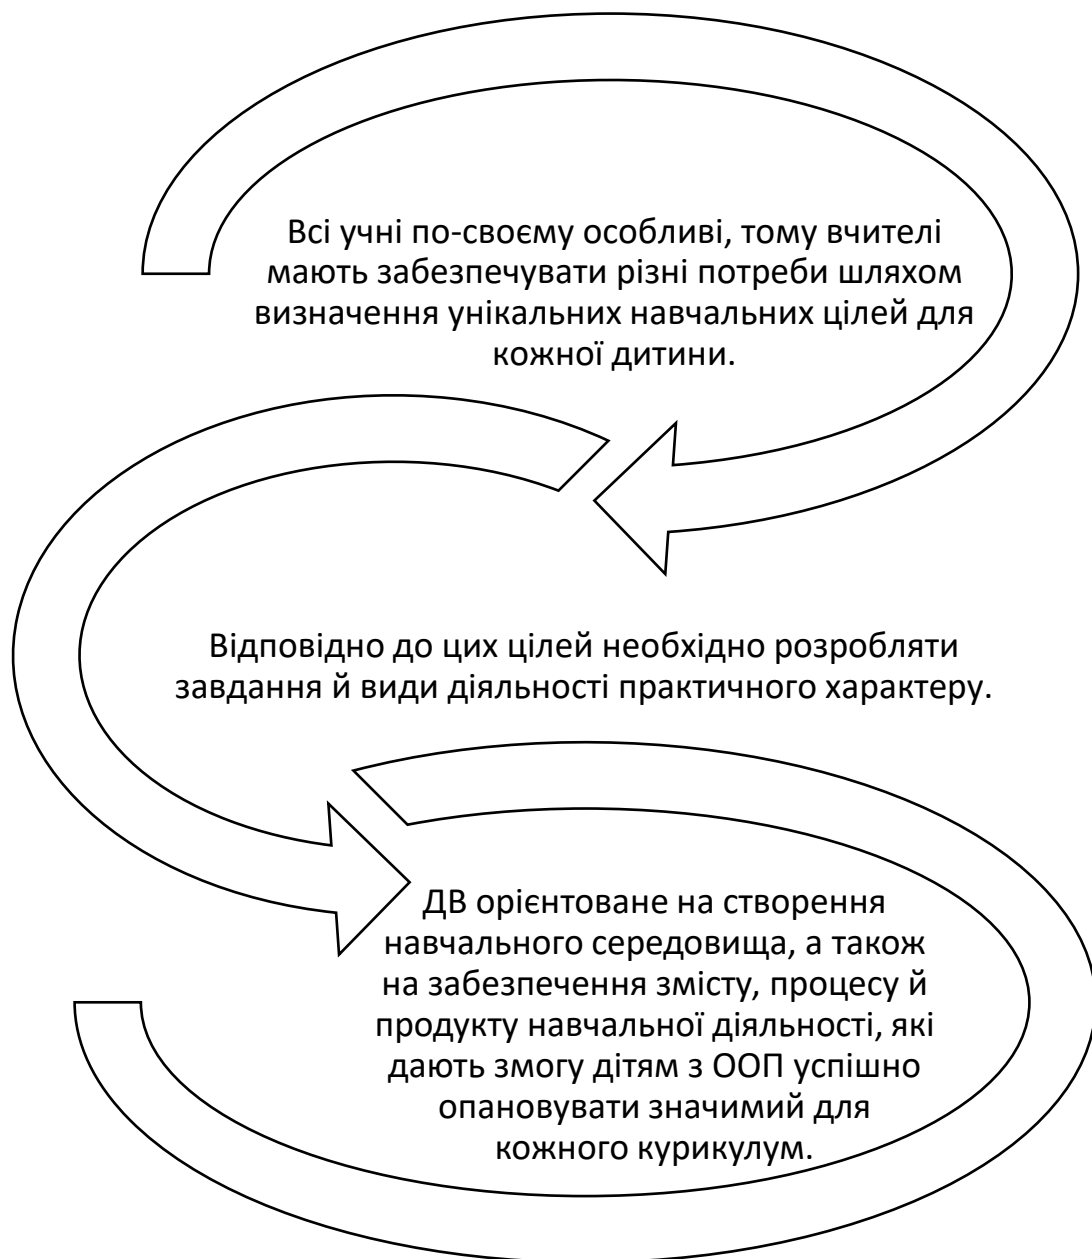 Всі учні по-своєму особливі, тому вчителі
мають забезпечувати різні потреби шляхом
визначення унікальних навчальних цілей для
кожної дитини.
Відповідно до цих цілей необхідно розробляти
завдання й види діяльності практичного характеру.
ДВ орієнтоване на створення
навчального середовища, а також
на забезпечення змісту, процесу й
продукту навчальної діяльності, які
дають змогу дітям з ООП успішно
опановувати значимий для
кожного курикулум.